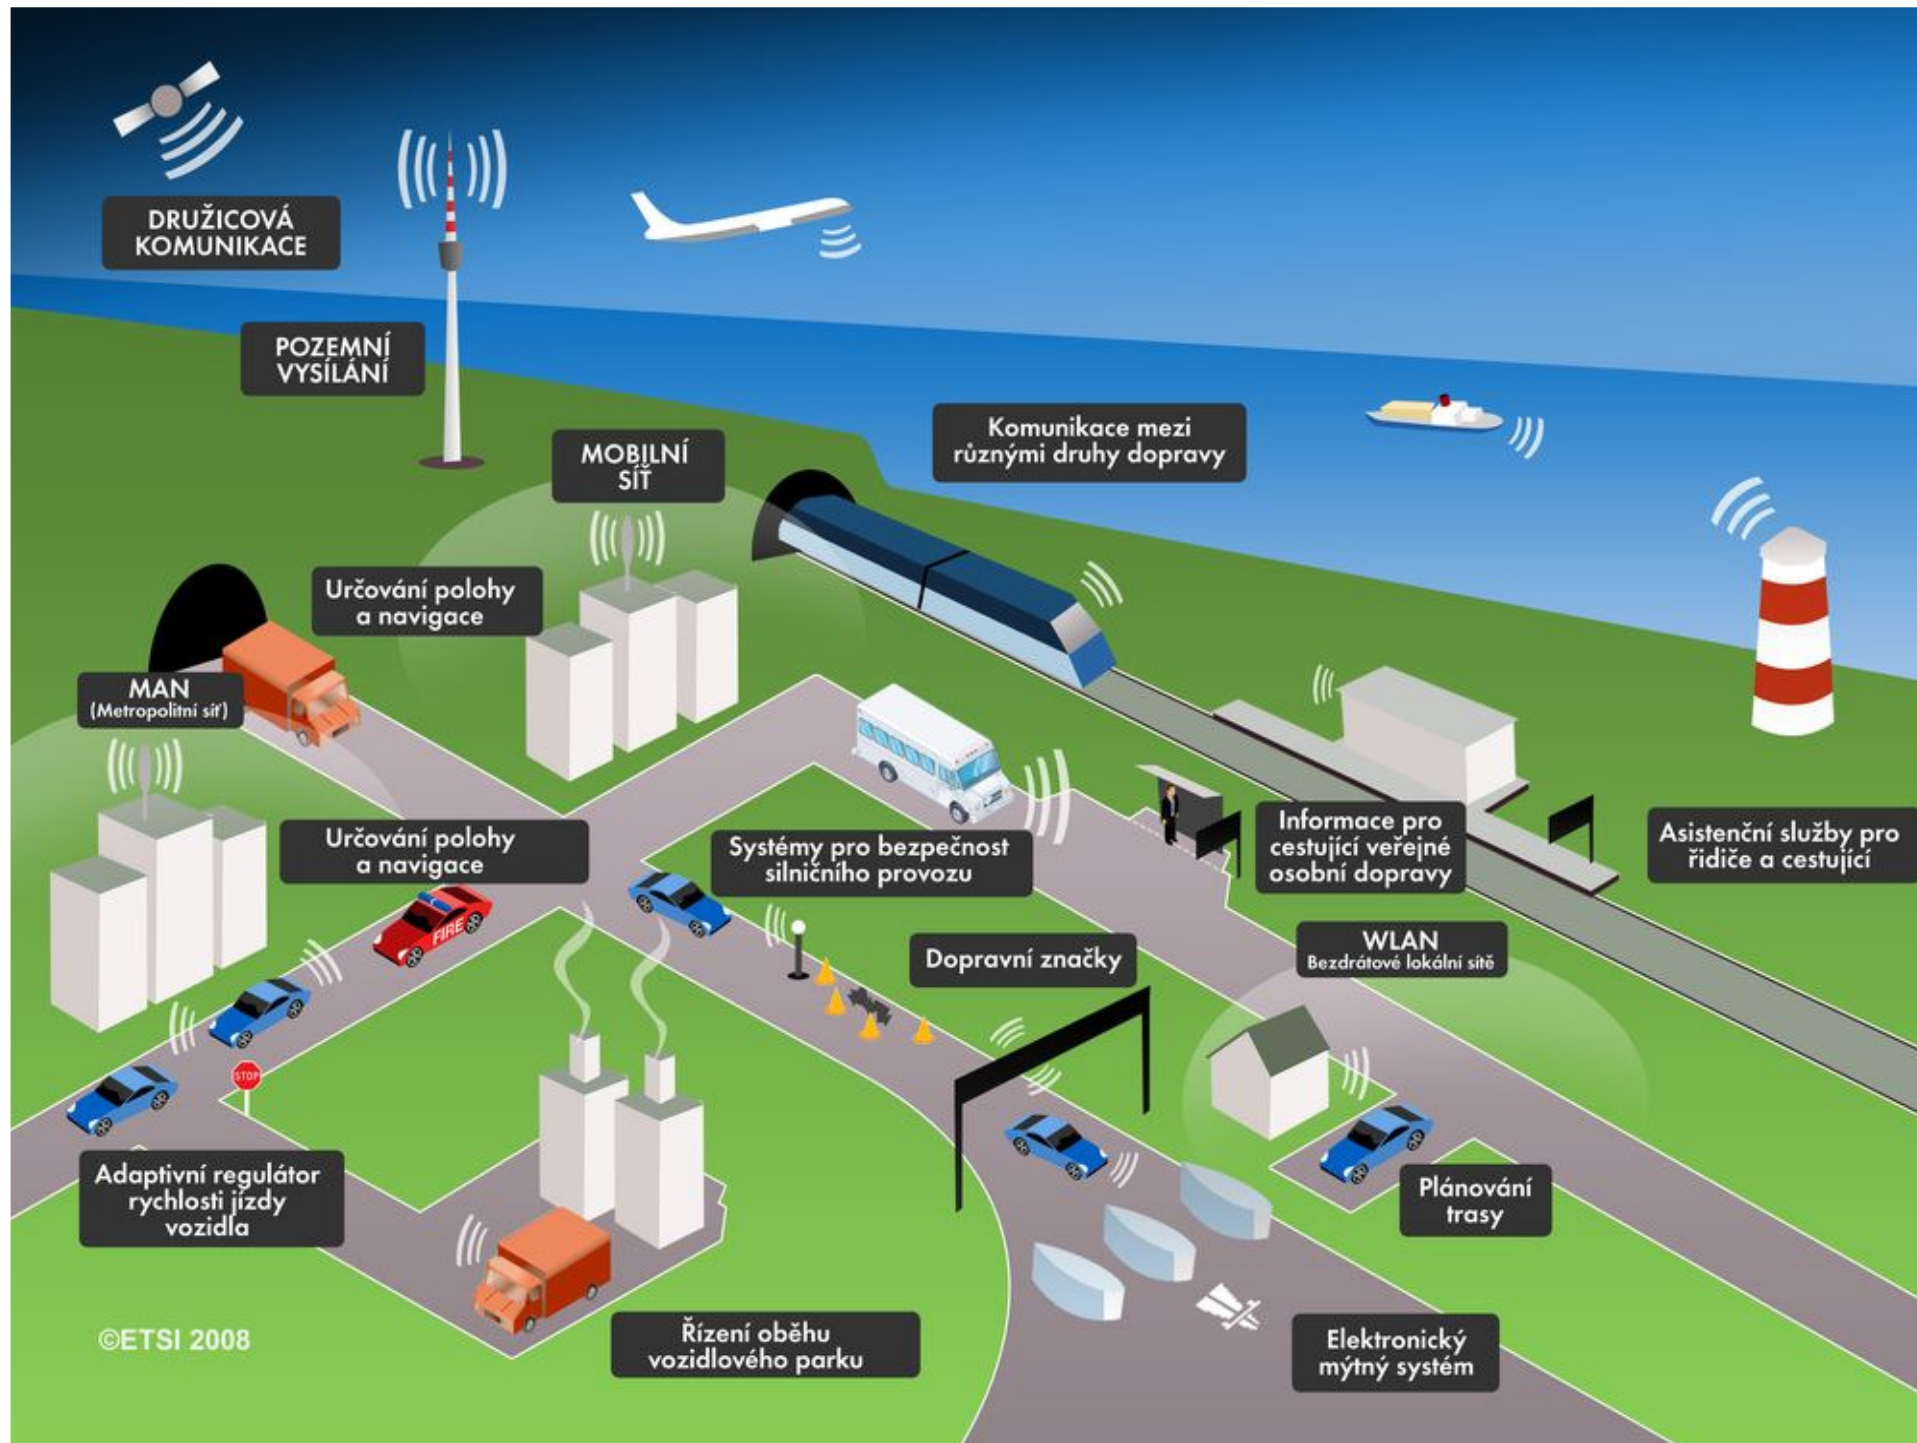 DRUŽICOVÁ
KOMUNIKACE
POZEMNÍ
VYSÍLÁNÍ
MOBILNÍ
SÍŤ
Komunikace mezi
různými druhy dopravy
Určování polohy
a navigace
MAN
(Metropolitní síť)
Určování polohy
a navigace
FIRE
Systémy pro bezpečnost
silničního provozu
Informace pro
cestující veřejné
osobní dopravy
Asistenční služby pro
řidiče a cestující
Dopravní značky
WLAN
Bezdrátové lokální sítě
STOP
Adaptivní regulátor
rychlosti jízdy
vozidla
Plánování
trasy
Řízení oběhu
vozidlového parku
Elektronický
mýtný systém
©ETSI 2008